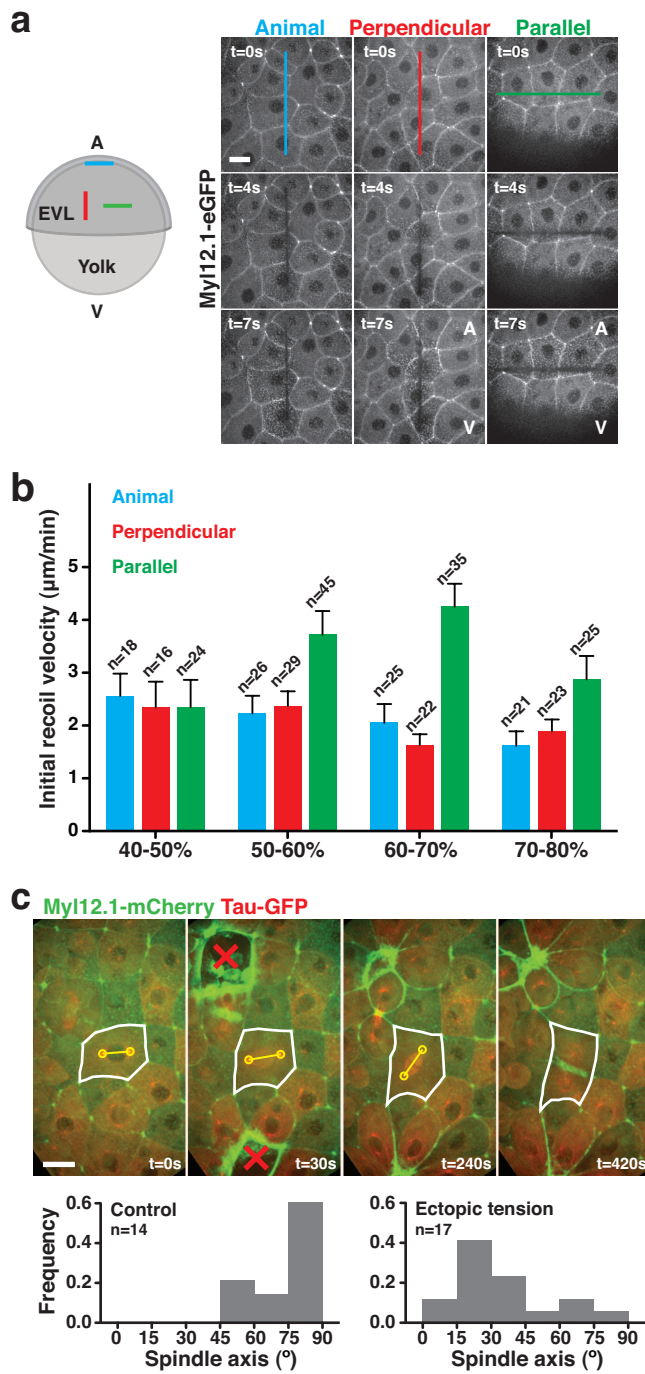 a
Animal Perpendicular Parallel
A
EVL
Yolk
V
Myl12.1-eGFP
t=0s t=0s t=0s
t=4s t=4s t=4s
t=7s t=7s A t=7s A
V V
b
Animal
Perpendicular
Parallel
Initial recoil velocity (µm/min)
5
4
3
2
1
0
n=18 n=16 n=24 n=26 n=29 n=45 n=25 n=22 n=35 n=21 n=23 n=25
40-50% 50-60% 60-70% 70-80%
c
Myl12.1-mCherry Tau-GFP
t=0s t=30s t=240s t=420s
Frequency
0.6
0.4
0.2
0.0
Control
n=14
0 15 30 45 60 75 90
Spindle axis (º)
0.6
0.4
0.2
0.0
Ectopic tension
n=17
0 15 30 45 60 75 90
Spindle axis (º)